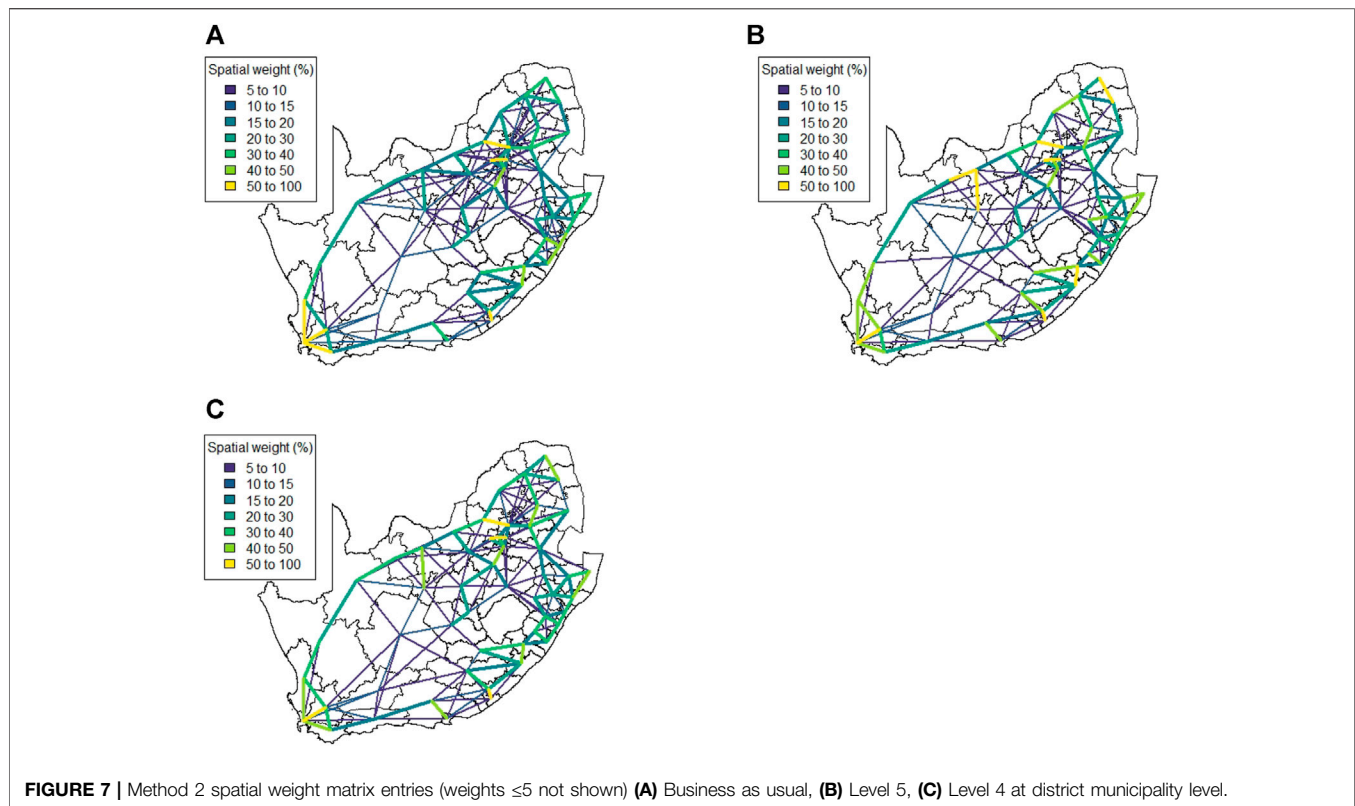 A
Spatial weight (%)
5 to 10
10 to 15
15 to 20
20 to 30
30 to 40
40 to 50
50 to 100
B
Spatial weight (%)
5 to 10
10 to 15
15 to 20
20 to 30
30 to 40
40 to 50
50 to 100
C
Spatial weight (%)
5 to 10
10 to 15
15 to 20
20 to 30
30 to 40
40 to 50
50 to 100
FIGURE 7 | Method 2 spatial weight matrix entries (weights ≤5 not shown) (A) Business as usual, (B) Level 5, (C) Level 4 at district municipality level.